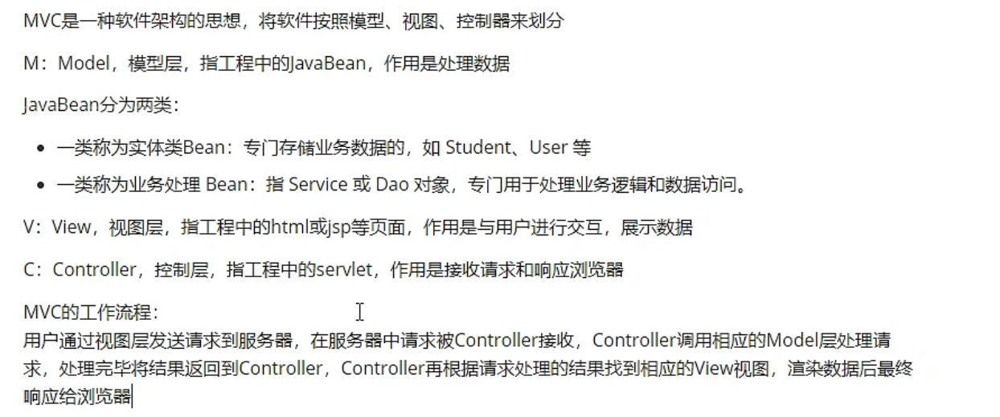 MVC是一种软件架构的思想，将软件按照模型、视图、控制器来划分
M：Model，模型层，指工程中的JavaBean，作用是处理数据
JavaBean分为两类：
• 一类称为实体类Bean：专门存储业务数据的，如 Student、User 等
• 一类称为业务处理 Bean：指 Service 或 Dao 对象，专门用于处理业务逻辑和数据访问。
V：View，视图层，指工程中的html或jsp等页面，作用是与用户进行交互，展示数据
C：Controller，控制层，指工程中的servlet，作用是接收请求和响应浏览器
MVC的工作流程：
用户通过视图层发送请求到服务器，在服务器中请求被Controller接收，Controller调用相应的Model层处理请
求，处理完毕将结果返回到Controller，Controller再根据请求处理的结果找到相应的View视图，渲染数据后最终
响应给浏览器